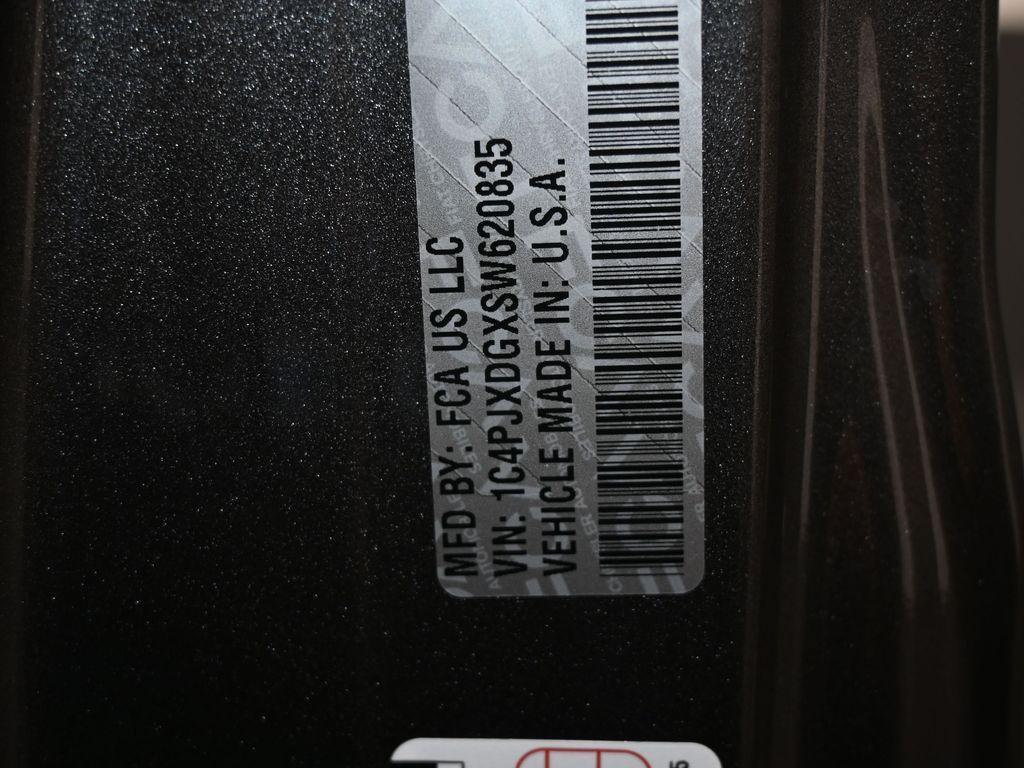 MFD BY: FCA US LLC
VIN: 1C4PJXDGXSW620835
VEHICLE MADE IN: U.S.A.